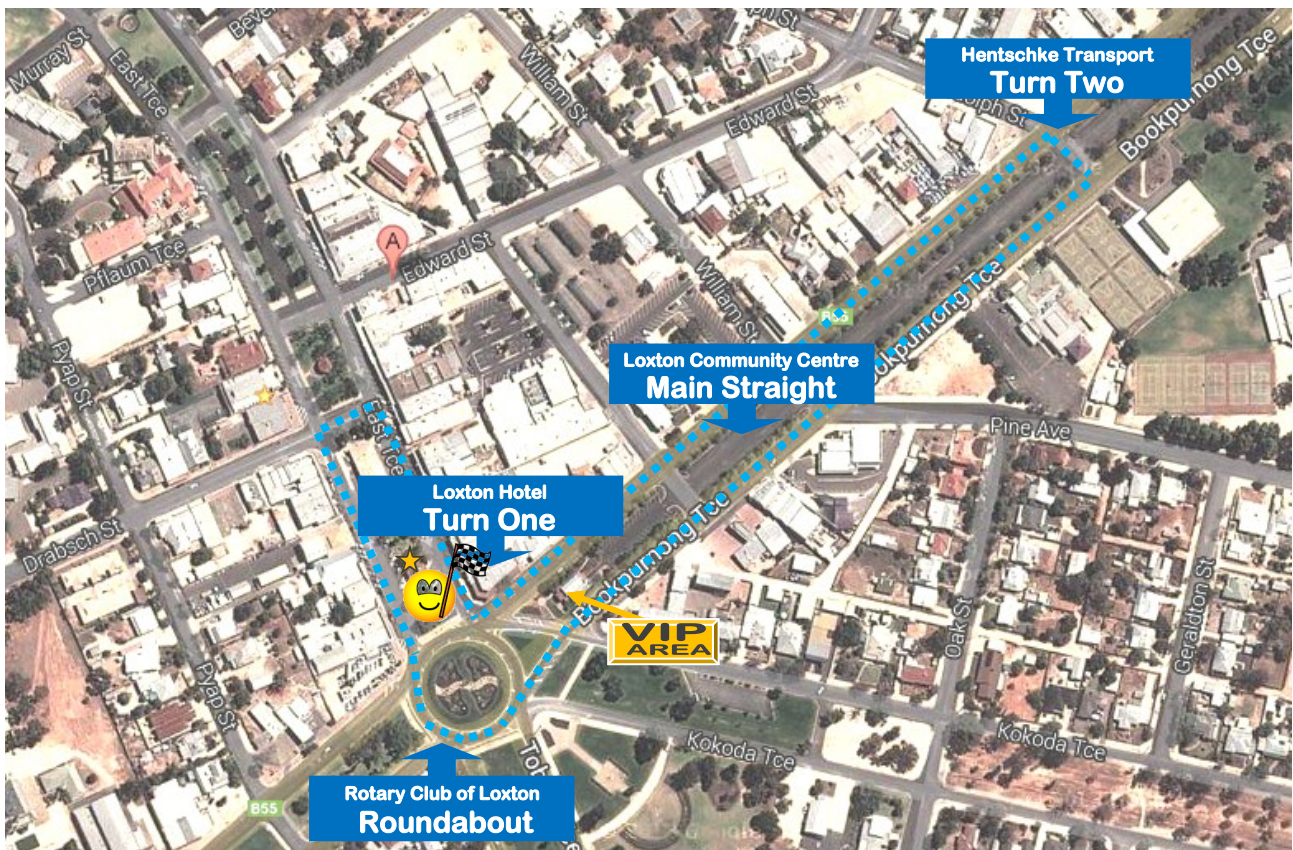 Murray St
East Tce
William St
Hentschke Transport
Turn Two
Bookpurnong Tce
Edward St
A
Edward St
Pflaum Tce
William St
Bookpurnong Tce
B55
Loxton Community Centre
Main Straight
Pyap St
East Tce
Pine Ave
Loxton Hotel
Turn One
Drabsch St
Bookpurnong Tce
VIP
AREA
Oak St
Geraldton St
Pyap St
Kokoda Tce
Kokoda Tce
B55
Rotary Club of Loxton
Roundabout